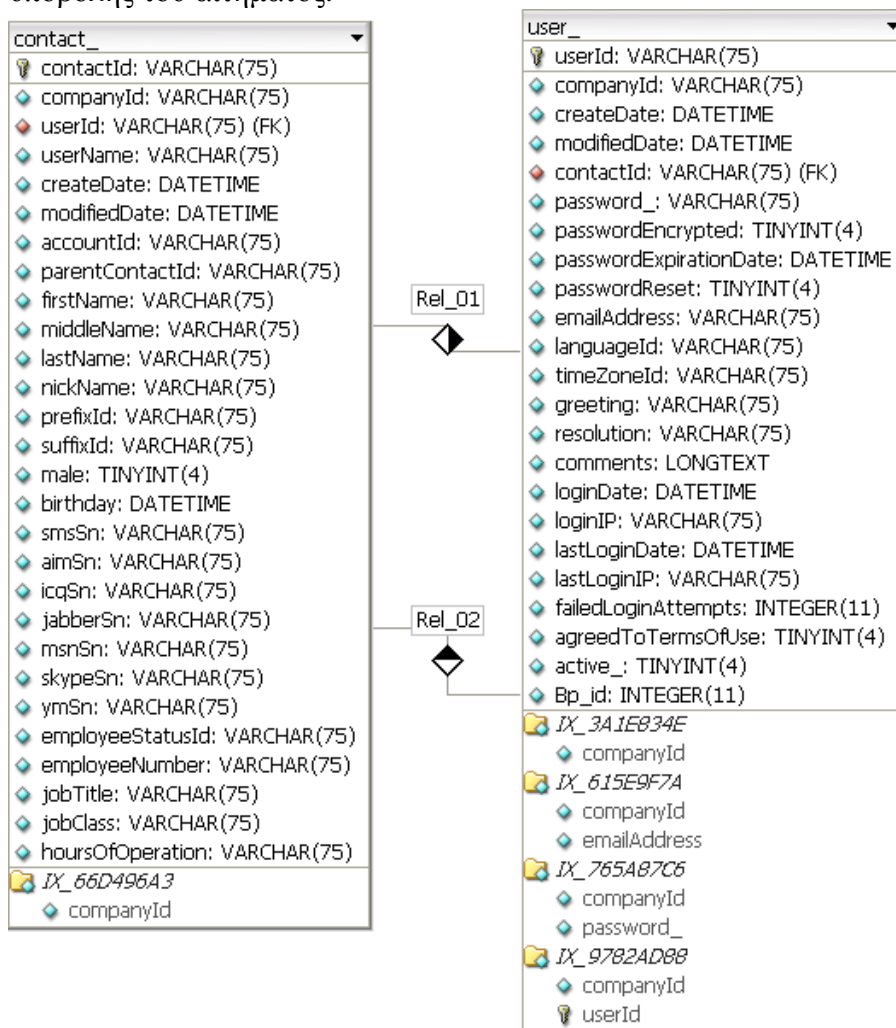 contact_
contactId: VARCHAR(75)
companyId: VARCHAR(75)
userId: VARCHAR(75) (FK)
userName: VARCHAR(75)
createDate: DATETIME
modifiedDate: DATETIME
accountId: VARCHAR(75)
parentContactId: VARCHAR(75)
firstName: VARCHAR(75)
middleName: VARCHAR(75)
lastName: VARCHAR(75)
nickName: VARCHAR(75)
prefixId: VARCHAR(75)
suffixId: VARCHAR(75)
male: TINYINT(4)
birthday: DATETIME
smsSn: VARCHAR(75)
aimSn: VARCHAR(75)
icqSn: VARCHAR(75)
jabberSn: VARCHAR(75)
msnSn: VARCHAR(75)
skypeSn: VARCHAR(75)
ymSn: VARCHAR(75)
employeeStatusId: VARCHAR(75)
employeeNumber: VARCHAR(75)
jobTitle: VARCHAR(75)
jobClass: VARCHAR(75)
hoursOfOperation: VARCHAR(75)
IX_66D496A3
companyId
Rel_01
Rel_02
user_
userId: VARCHAR(75)
companyId: VARCHAR(75)
createDate: DATETIME
modifiedDate: DATETIME
contactId: VARCHAR(75) (FK)
password_: VARCHAR(75)
passwordEncrypted: TINYINT(4)
passwordExpirationDate: DATETIME
passwordReset: TINYINT(4)
emailAddress: VARCHAR(75)
languageId: VARCHAR(75)
timeZoneId: VARCHAR(75)
greeting: VARCHAR(75)
resolution: VARCHAR(75)
comments: LONGTEXT
loginDate: DATETIME
loginIP: VARCHAR(75)
lastLoginDate: DATETIME
lastLoginIP: VARCHAR(75)
failedLoginAttempts: INTEGER(11)
agreedToTermsOfUse: TINYINT(4)
active_: TINYINT(4)
Bp_id: INTEGER(11)
IX_3A1E834E
companyId
IX_615E9F7A
companyId
emailAddress
IX_765A87C6
companyId
password_
IX_9782AD88
companyId
userId